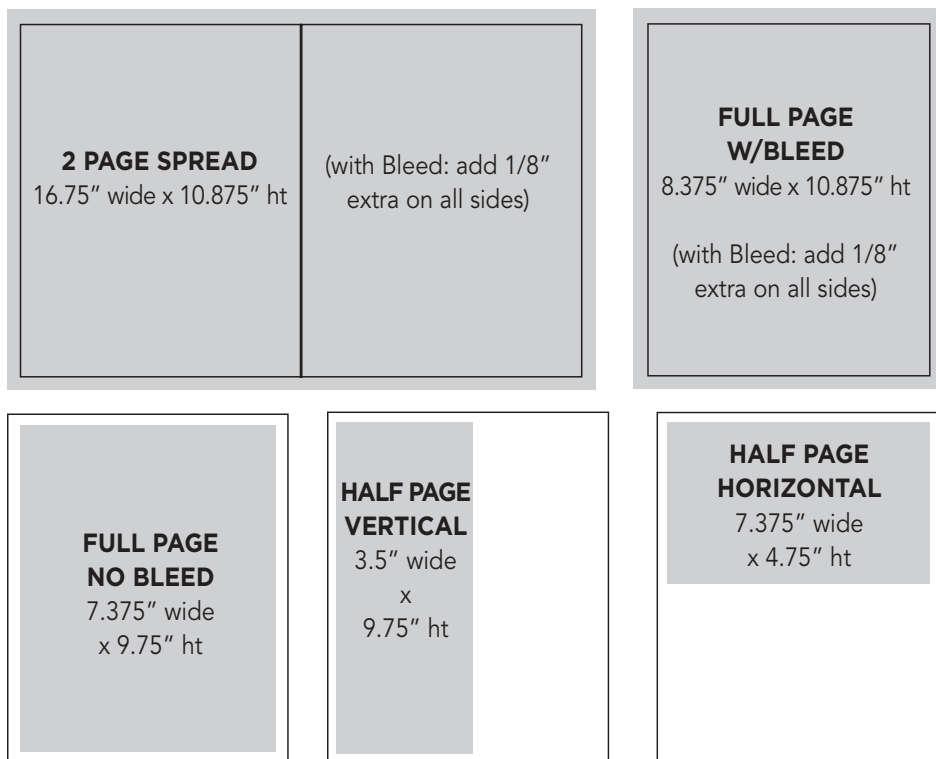 2 PAGE SPREAD
16.75” wide x 10.875” ht
(with Bleed: add 1/8”
extra on all sides)
FULL PAGE
W/BLEED
8.375” wide x 10.875” ht
(with Bleed: add 1/8”
extra on all sides)
FULL PAGE
NO BLEED
7.375” wide
x 9.75” ht
HALF PAGE
VERTICAL
3.5” wide
x
9.75” ht
HALF PAGE
HORIZONTAL
7.375” wide
x 4.75” ht